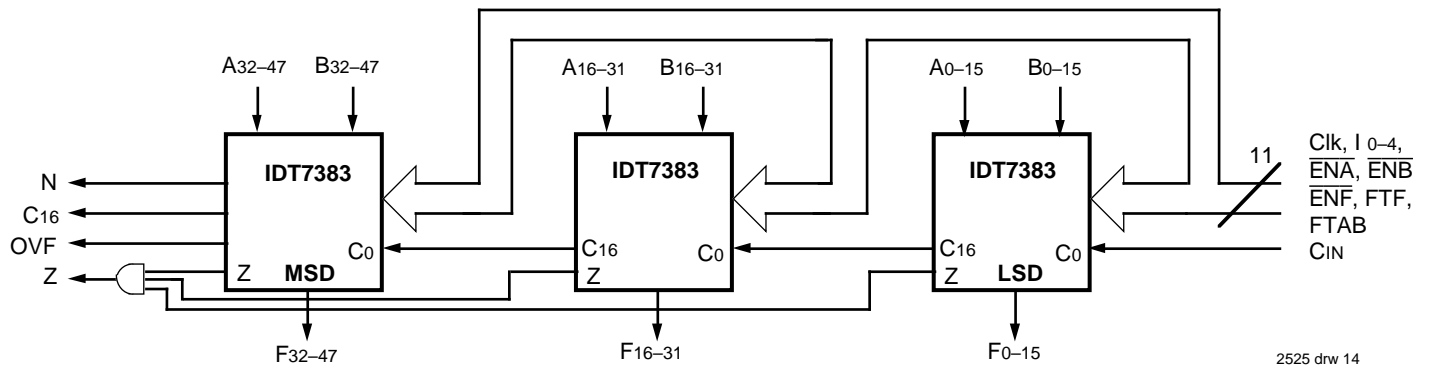 A32–47 B32–47
A16–31 B16–31
A0–15 B0–15
IDT7383
IDT7383
IDT7383
11
Clk, I 0–4,
ENA, ENB
ENF, FTF,
FTAB
CIN
N
C16
OVF
Z
C0
Z MSD
C16
C0
Z
C16
C0
Z LSD
F32–47
F16–31
F0–15
2525 drw 14